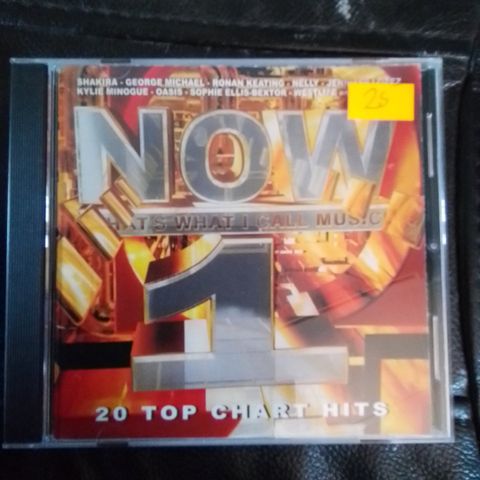 SHAKIRA - GEORGE MICHAEL - RONAN KEATING - NELLY -
KYLIE MINOGUE - OASIS - SOPHIE ELLIS-BEXTOR - WESTLIFE
25
NOW
THAT'S WHAT I CALL MUSIC
1
20 TOP CHART HITS